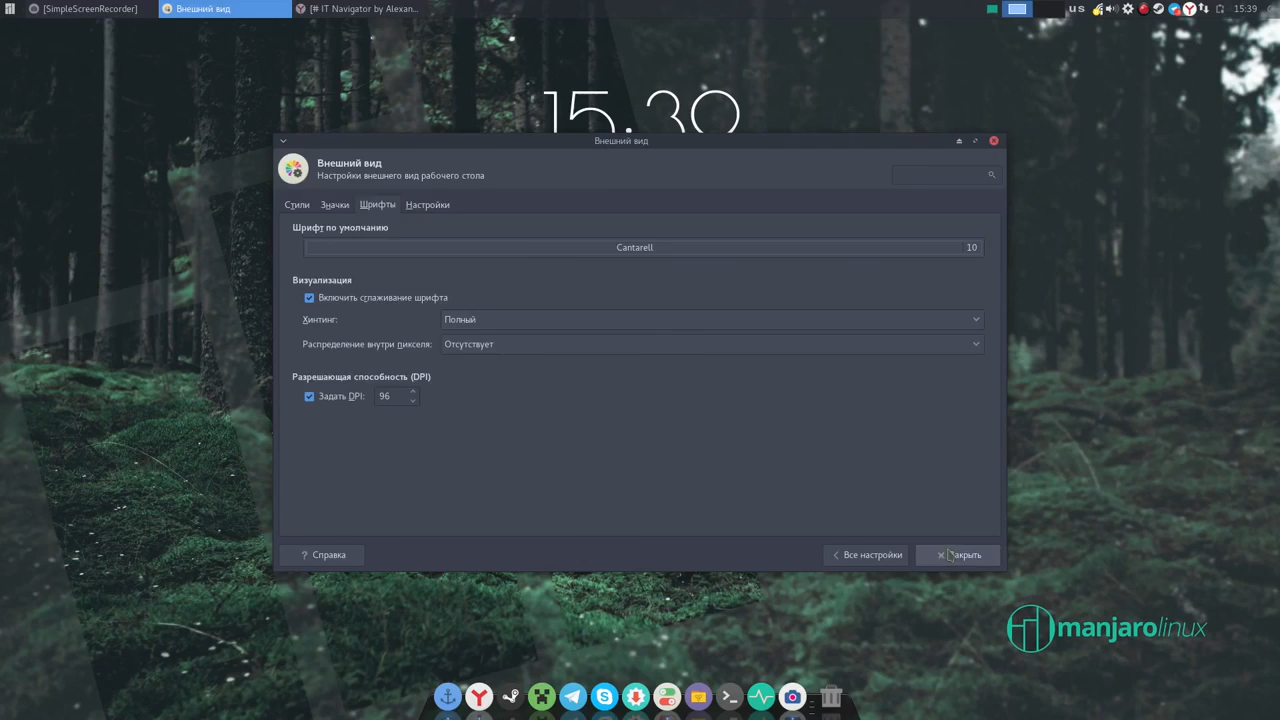 [SimpleScreenRecorder]
Внешний вид
[# IT Navigator by Alexan...
us
15:39
Внешний вид
Внешний вид
Настройки внешнего вид рабочего стола
Стили
Значки
Шрифты
Настройки
Шрифт по умолчанию
Cantarell
10
Визуализация
Включить сглаживание шрифта
Хинтинг:
Полный
Распределение внутри пикселя:
Отсутствует
Разрешающая способность (DPI)
Задать DPI:
96
? Справка
Все настройки
manjarolinux